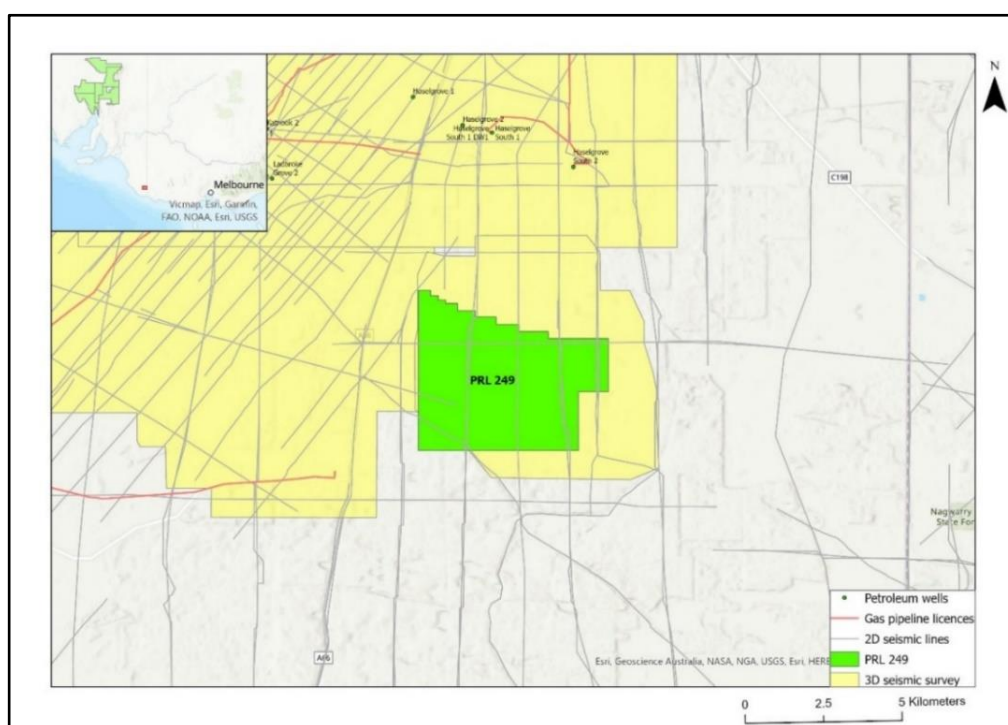 N
Haselgrove 1
Katnook 2
Haselgrove 2
Haselgrove
South 1 DW1
Haselgrove
South 1
Ladbroke
Grove 2
Haselgrove
South 2
C198
Melbourne
Vicmap, Esri, Garmin,
FAO, NOAA, Esri, USGS
PRL 249
Nagwarry
State For
A66
Esri, Geoscience Australia, NASA, NGA, USGS, Esri, HERE
Petroleum wells
Gas pipeline licences
2D seismic lines
PRL 249
3D seismic survey
0 2.5 5 Kilometers